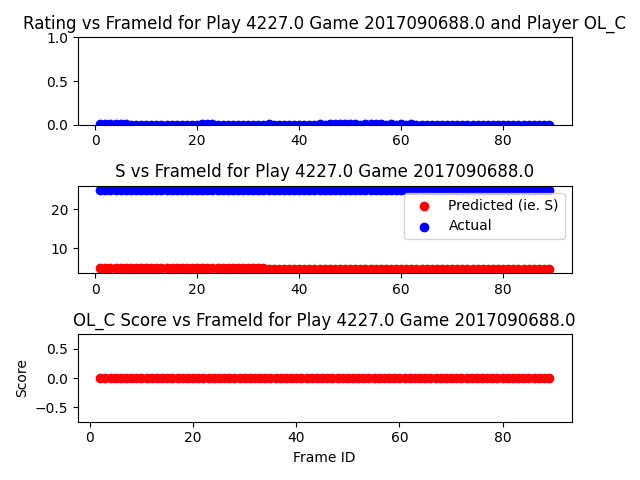 Rating vs FrameId for Play 4227.0 Game 2017090688.0 and Player OL_C
1.0
0.5
0.0
0 20 40 60 80
S vs FrameId for Play 4227.0 Game 2017090688.0
20
10
Predicted (ie. S)
Actual
0 20 40 60 80
OL_C Score vs FrameId for Play 4227.0 Game 2017090688.0
Score
0.5
0.0
−0.5
0 20 40 60 80
Frame ID